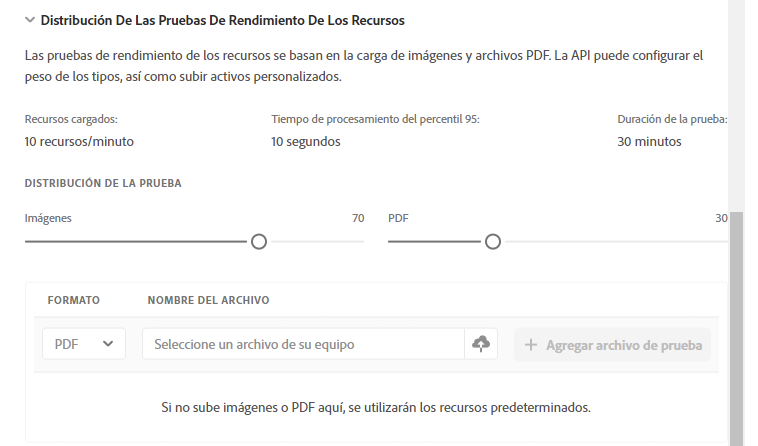 Distribución De Las Pruebas De Rendimiento De Los Recursos
Las pruebas de rendimiento de los recursos se basan en la carga de imágenes y archivos PDF. La API puede configurar el
peso de los tipos, así como subir activos personalizados.
Recursos cargados: Tiempo de procesamiento del percentil 95: Duración de la prueba:
10 recursos/minuto 10 segundos 30 minutos
DISTRIBUCIÓN DE LA PRUEBA
Imágenes 70 PDF 30
FORMATO NOMBRE DEL ARCHIVO
PDF Seleccione un archivo de su equipo Agregar archivo de prueba
Si no sube imágenes o PDF aquí, se utilizarán los recursos predeterminados.